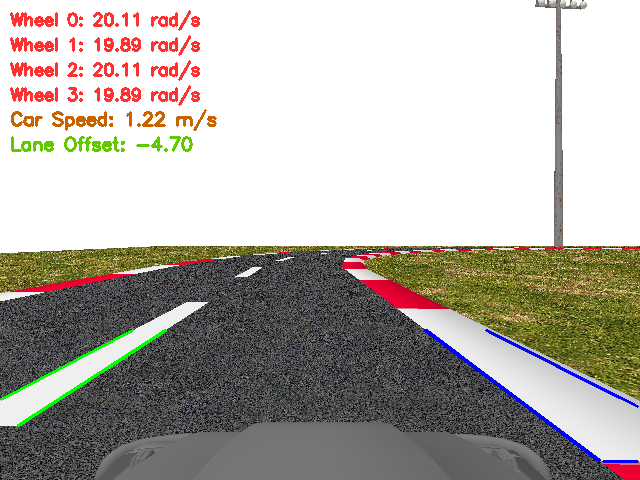 Wheel 0: 20.11 rad/s
Wheel 1: 19.89 rad/s
Wheel 2: 20.11 rad/s
Wheel 3: 19.89 rad/s
Car Speed: 1.22 m/s
Lane Offset: -4.70